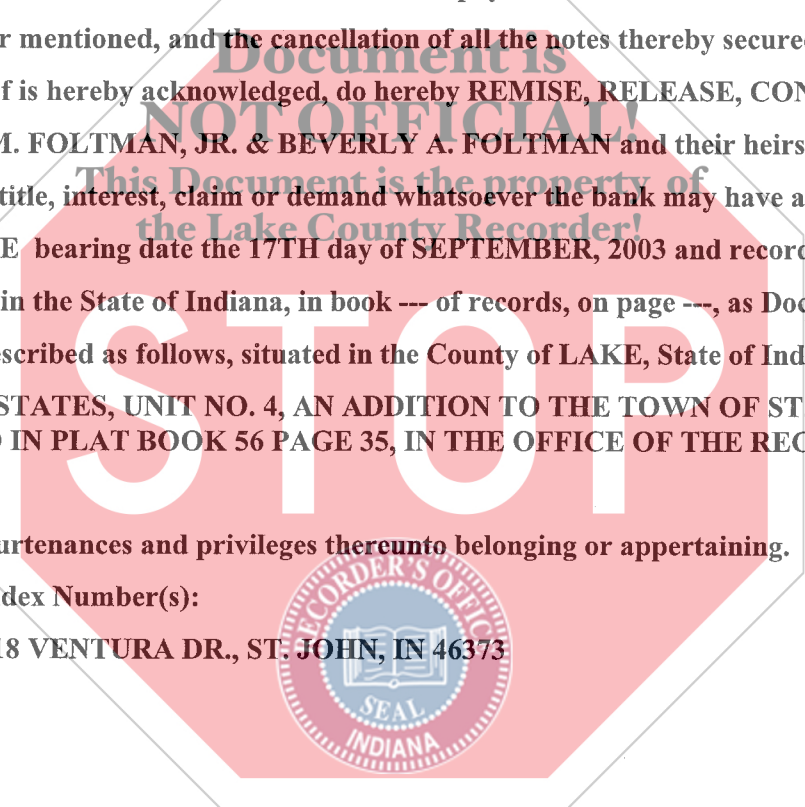 r mentioned, and the cancellation of all the notes thereby secure
Document is
f is hereby acknowledged, do hereby REMISE, RELEASE, CON
NOT OFFICIAL!
M. FOLTMAN, JR. & BEVERLY A. FOLTMAN and their heirs
This Document is the property of
title, interest, claim or demand whatsoever the bank may have a
the Lake County Recorder!
E bearing date the 17TH day of SEPTEMBER, 2003 and record
in the State of Indiana, in book --- of records, on page ---, as Doc
escribed as follows, situated in the County of LAKE, State of Ind
STATES, UNIT NO. 4, AN ADDITION TO THE TOWN OF ST
IN PLAT BOOK 56 PAGE 35, IN THE OFFICE OF THE REC
STOP
urtenances and privileges thereunto belonging or appertaining.
dex Number(s):
18 VENTURA DR., ST. JOHN, IN 46373
RECORDER'S OFFICE
SEAL
INDIANA